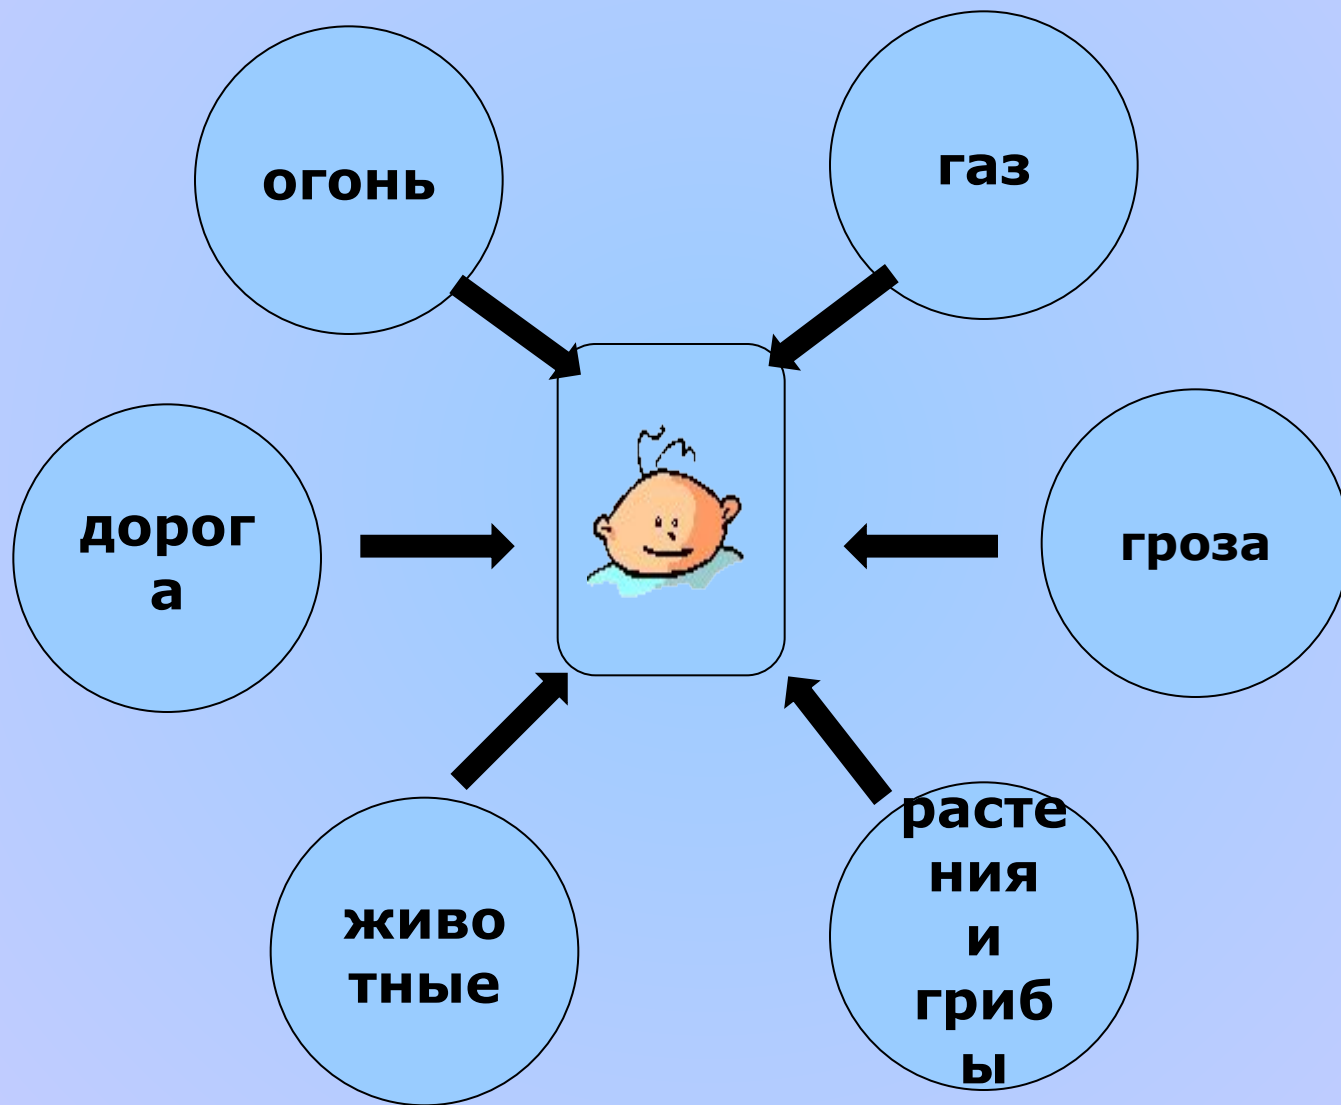 огонь
газ
дорог
а
гроза
живо
тные
расте
ния
и
гриб
ы